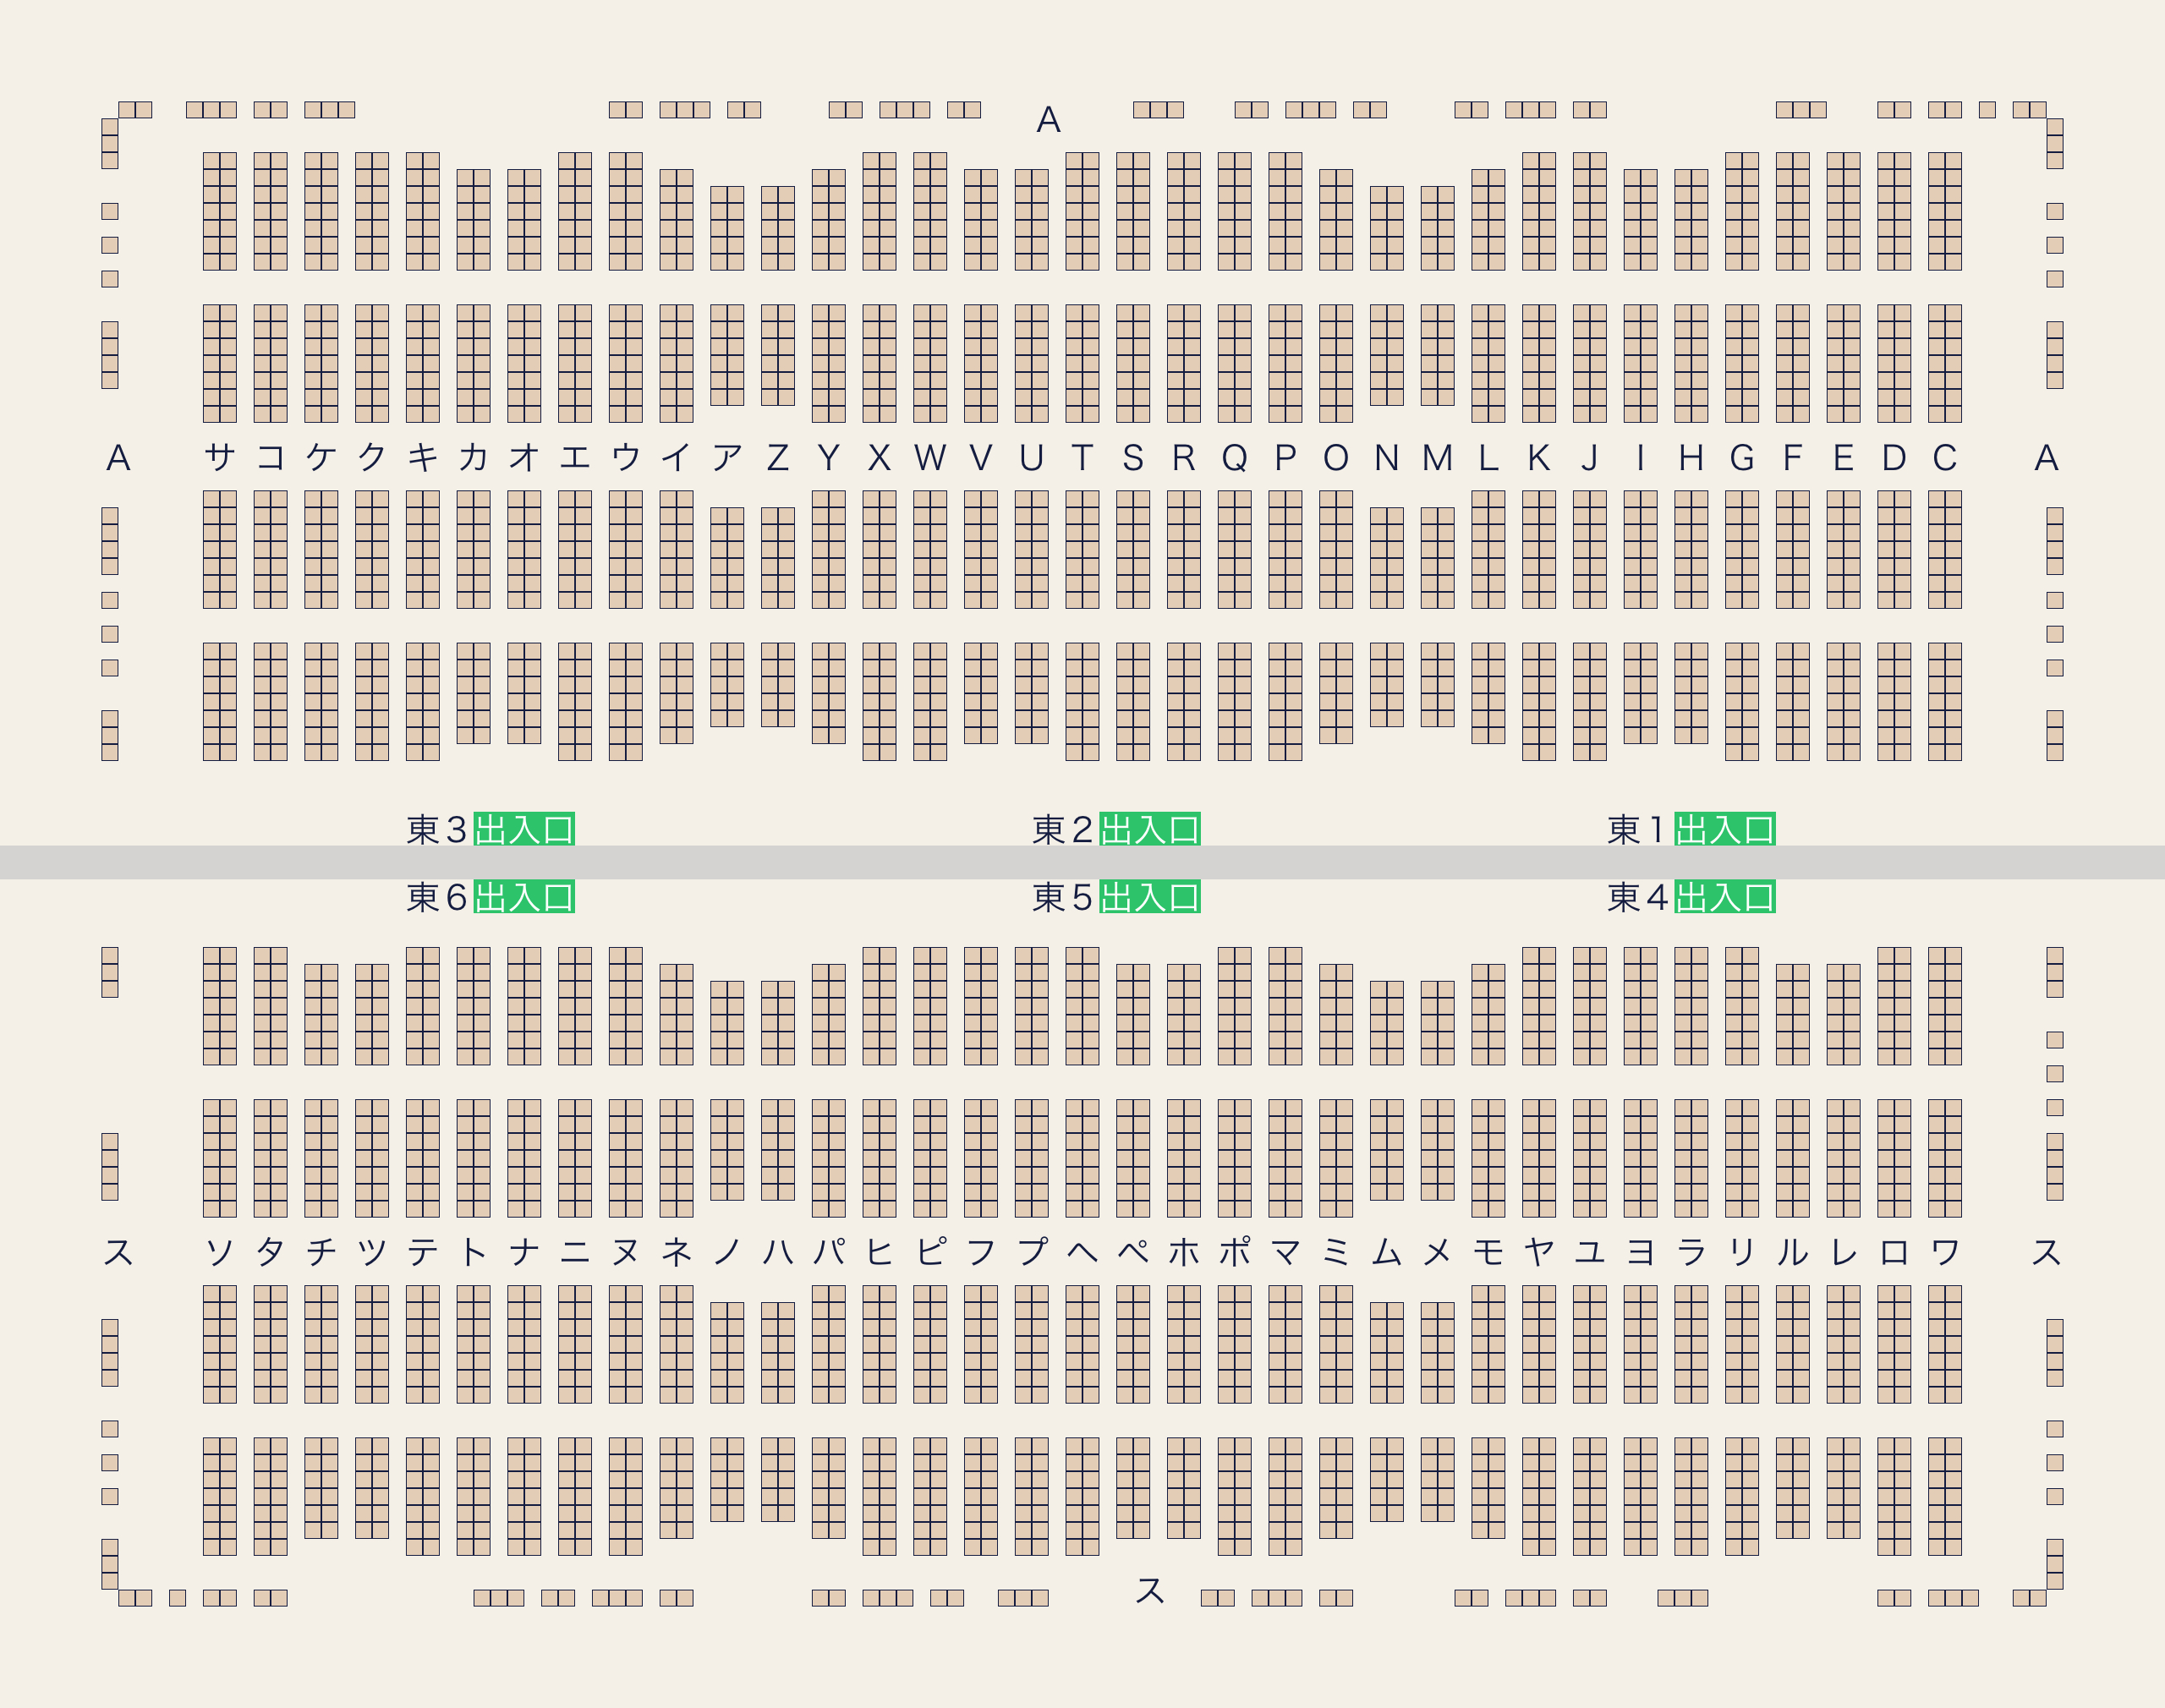 A
A サ コ ケ ク キ カ オ エ ウ イ ア Z Y X W V U T S R Q P O N M L K J I H G F E D C A
東3 出入口 東2 出入口 東1 出入口
東6 出入口 東5 出入口 東4 出入口
ス ソ タ チ ツ テ ト ナ ニ ヌ ネ ノ ハ パ ヒ ピ フ プ ヘ ペ ホ ポ マ ミ ム メ モ ヤ ユ ヨ ラ リ ル レ ロ ワ ス
ス